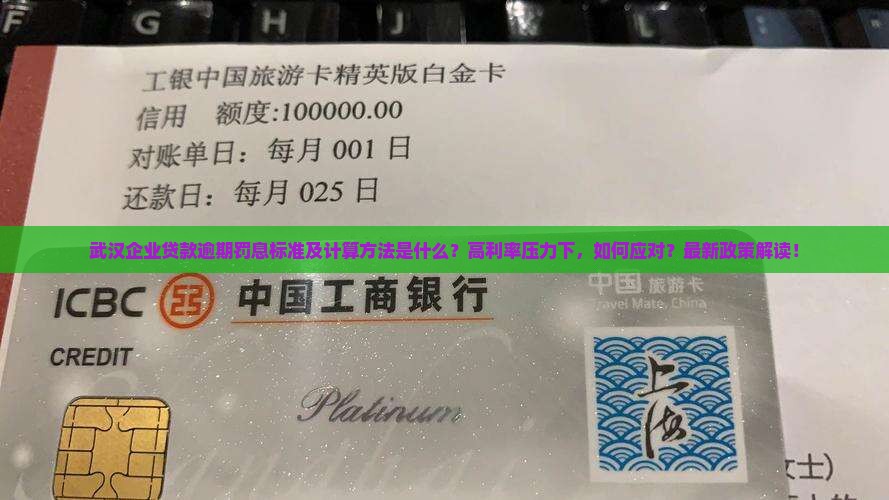 F G H J L
工银中国旅游卡精英版白金卡
信用 额度:100000.00
对账单日：每月 001 日
还款日：每月 025 日
武汉企业贷款逾期罚息标准及计算方法是什么？高利率压力下，如何应对？最新政策解读！
中国 旅游卡
Travel Mate, China
ICBC 中国工商银行
CREDIT
Platinum
上海
女士)